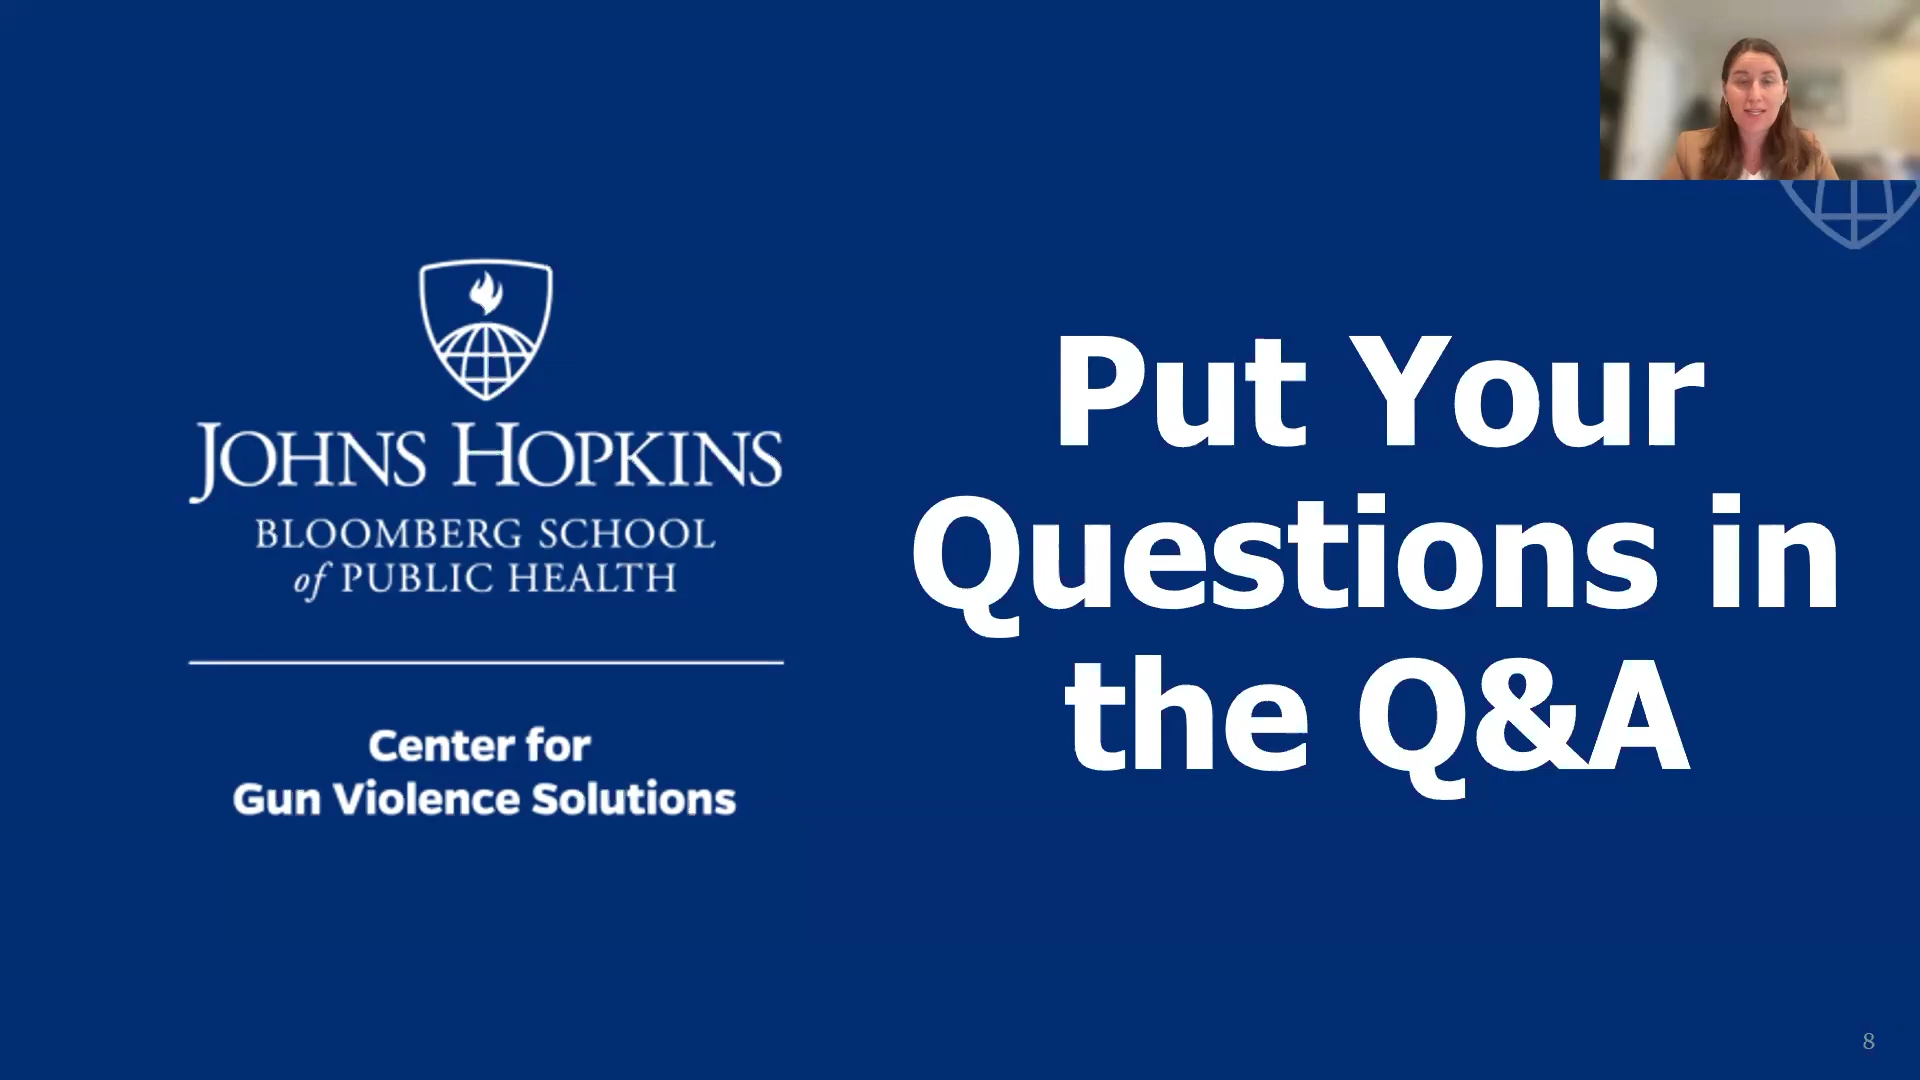 JOHNS HOPKINS
BLOOMBERG SCHOOL
of PUBLIC HEALTH
Center for
Gun Violence Solutions
Put Your
Questions in
the Q&A
8